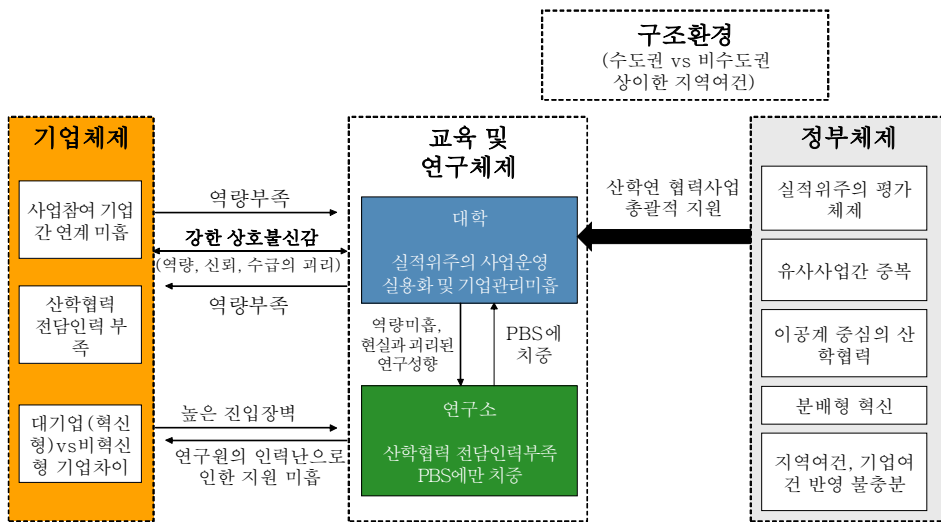 구조환경
(수도권 vs 비수도권
상이한 지역여건)
기업체제
사업참여 기업
간 연계 미흡
산학협력
전담인력 부
족
대기업(혁신
형)vs비혁신
형 기업차이
역량부족
강한 상호불신감
(역량, 신뢰, 수급의 괴리)
역량부족
높은 진입장벽
연구원의 인력난으로
인한 지원 미흡
교육 및
연구체제
대학
실적위주의 사업운영
실용화 및 기업관리미흡
역량미흡,
현실과 괴리된
연구성향
PBS에
치중
연구소
산학협력 전담인력부족
PBS에만 치중
산학연 협력사업
총괄적 지원
정부체제
실적위주의 평가
체제
유사사업간 중복
이공계 중심의 산
학협력
분배형 혁신
지역여건, 기업여
건 반영 불충분